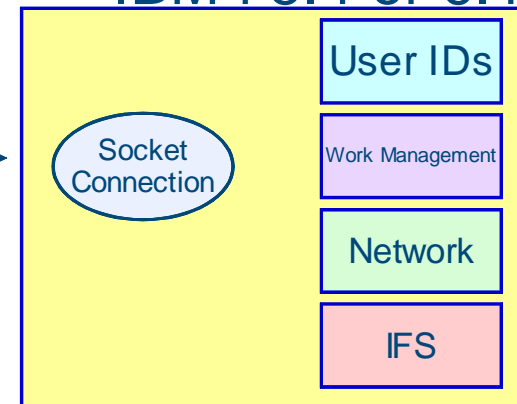 User IDs
Socket
Connection
Work Management
Network
IFS